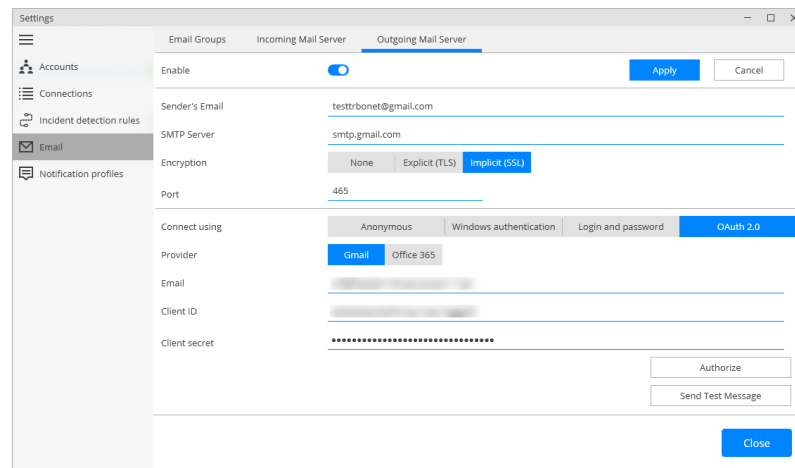 Settings
Email Groups Incoming Mail Server Outgoing Mail Server
Accounts
Connections
Incident detection rules
Email
Notification profiles
Enable Apply Cancel
Sender's Email testtrbonet@gmail.com
SMTP Server smtp.gmail.com
Encryption None Explicit (TLS) Implicit (SSL)
Port 465
Connect using Anonymous Windows authentication Login and password OAuth 2.0
Provider Gmail Office 365
Email
Client ID
Client secret
Authorize
Send Test Message
Close